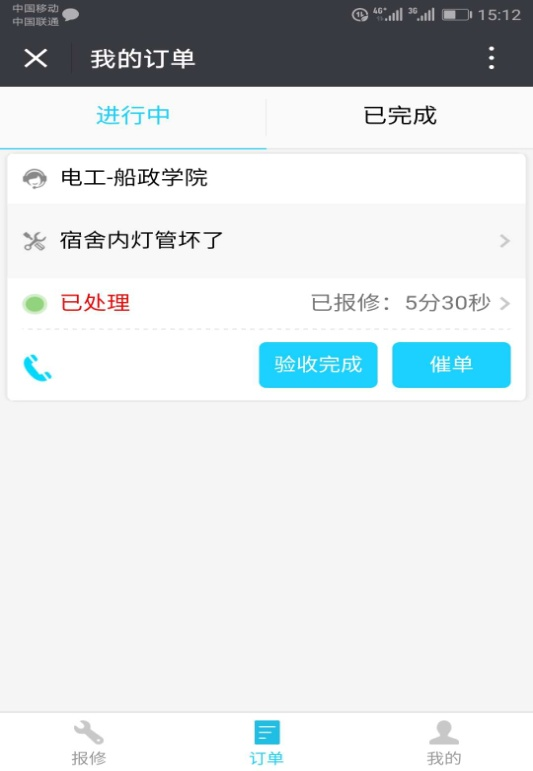 中国移动
中国联通
4G+ 3G 15:12
我的订单
进行中 已完成
电工-船政学院
宿舍内灯管坏了
已处理 已报修：5分30秒
验收完成 催单
报修 订单 我的